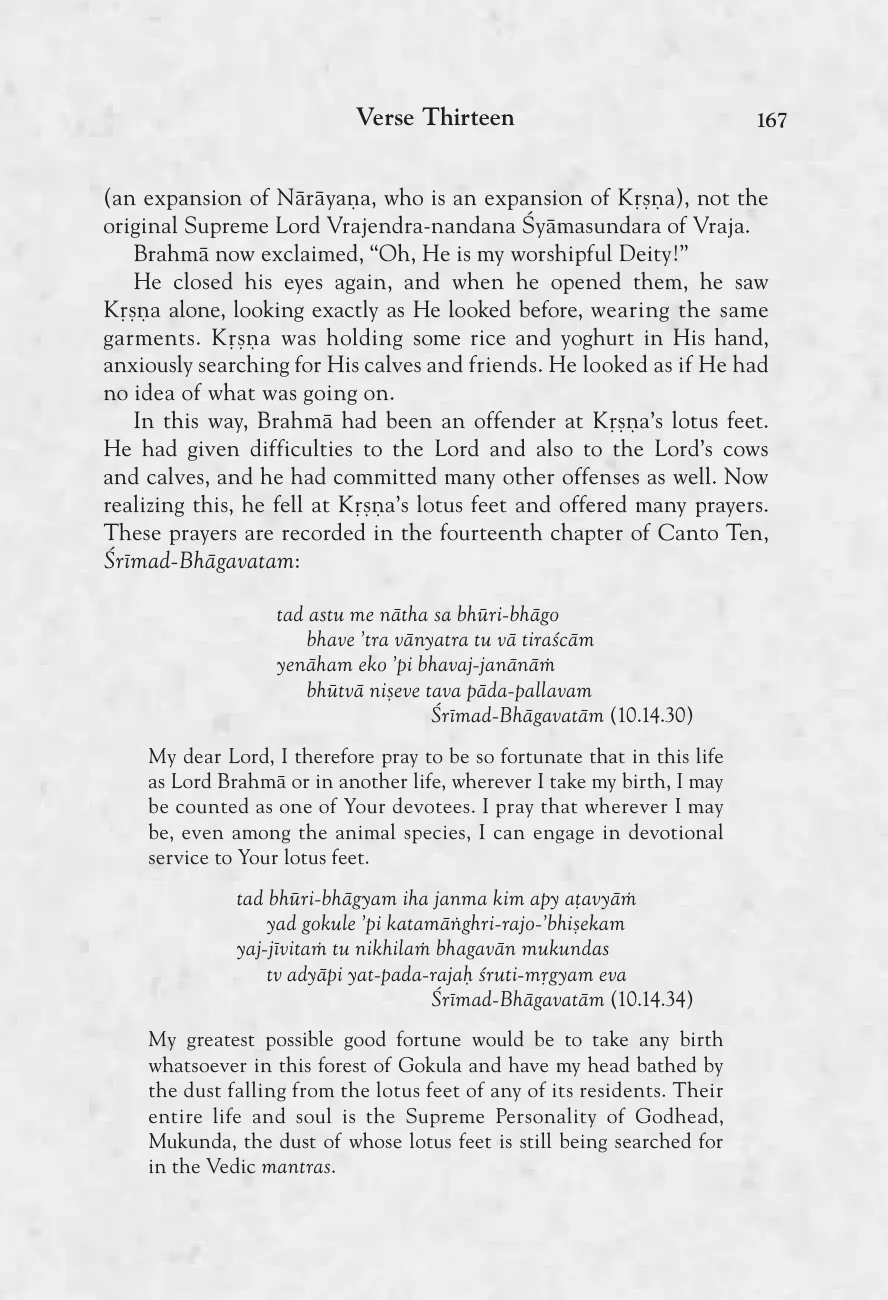 Verse Thirteen 167
(an expansion of Nārāyaṇa, who is an expansion of Kṛṣṇa), not the
original Supreme Lord Vrajendra-nandana Śyāmasundara of Vraja.
Brahmā now exclaimed, “Oh, He is my worshipful Deity!”
He closed his eyes again, and when he opened them, he saw
Kṛṣṇa alone, looking exactly as He looked before, wearing the same
garments. Kṛṣṇa was holding some rice and yoghurt in His hand,
anxiously searching for His calves and friends. He looked as if He had
no idea of what was going on.
In this way, Brahmā had been an offender at Kṛṣṇa’s lotus feet.
He had given difficulties to the Lord and also to the Lord’s cows
and calves, and he had committed many other offenses as well. Now
realizing this, he fell at Kṛṣṇa’s lotus feet and offered many prayers.
These prayers are recorded in the fourteenth chapter of Canto Ten,
Śrīmad-Bhāgavatam:
tad astu me nātha sa bhūri-bhāgo
bhave ’tra vānyatra tu vā tiraścām
yenāham eko ’pi bhavaj-janānāṁ
bhūtvā niṣeve tava pāda-pallavam
Śrīmad-Bhāgavatām (10.14.30)
My dear Lord, I therefore pray to be so fortunate that in this life
as Lord Brahmā or in another life, wherever I take my birth, I may
be counted as one of Your devotees. I pray that wherever I may
be, even among the animal species, I can engage in devotional
service to Your lotus feet.
tad bhūri-bhāgyam iha janma kim apy aṭavyāṁ
yad gokule ’pi katamāṅghri-rajo-’bhiṣekam
yaj-jīvitaṁ tu nikhilaṁ bhagavān mukundas
tv adyāpi yat-pada-rajaḥ śruti-mṛgyam eva
Śrīmad-Bhāgavatām (10.14.34)
My greatest possible good fortune would be to take any birth
whatsoever in this forest of Gokula and have my head bathed by
the dust falling from the lotus feet of any of its residents. Their
entire life and soul is the Supreme Personality of Godhead,
Mukunda, the dust of whose lotus feet is still being searched for
in the Vedic mantras.